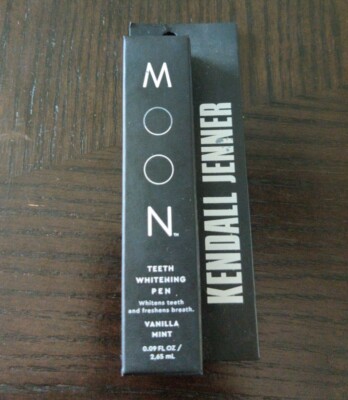 MOON™
TEETH
WHITENING
PEN
Whitens teeth
and freshens breath.
VANILLA
MINT
0.09 FL OZ /
2.65 mL
KENDALL JENNER